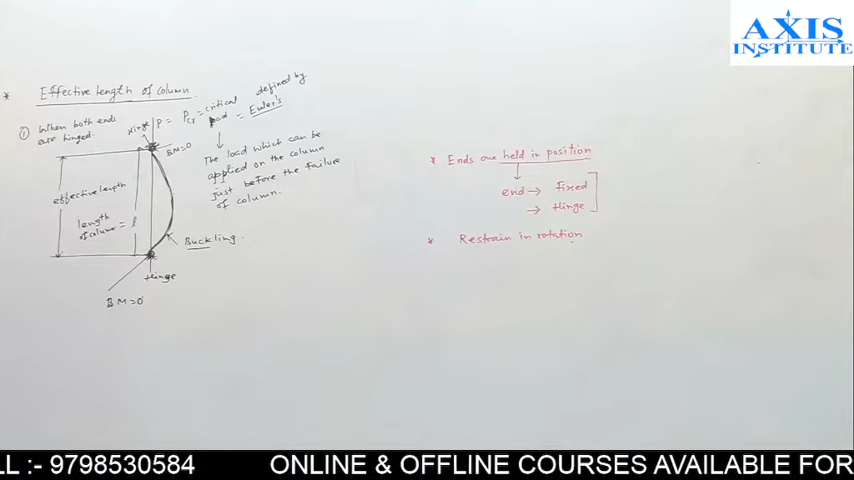 AXIS
INSTITUTE
* Effective length of column
① When both ends
are hinged.
Hinge
P = Pcr = critical load = defined by Euler's
BM=0
The load which can be
applied on the column
just before the failure
of column.
effective length
length
of column = l
Buckling
Hinge
BM=0
* Ends are held in position
end → fixed
→ Hinge
* Restrain in rotation
LL :- 9798530584 ONLINE & OFFLINE COURSES AVAILABLE FOR